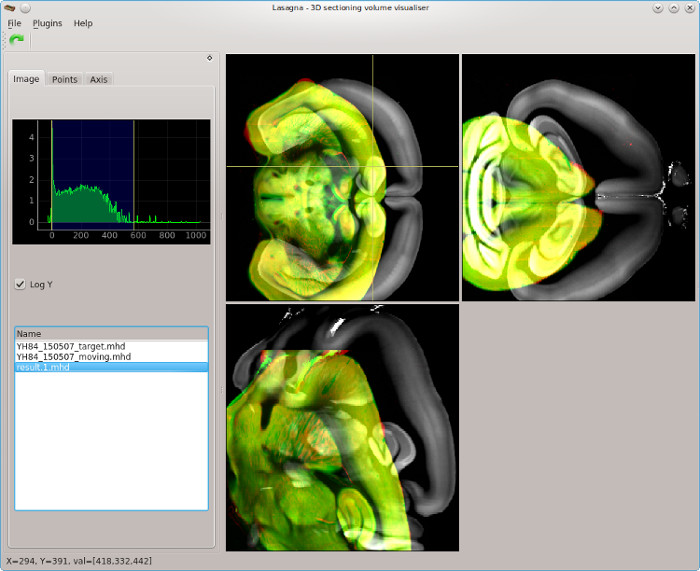 Lasagna - 3D sectioning volume visualiser
File Plugins Help
Image Points Axis
4
3
2
1
0
0 200 400 600 800 1000
Log Y
Name
YH84_150507_target.mhd
YH84_150507_moving.mhd
result.1.mhd
X=294, Y=391, val=[418,332.442]